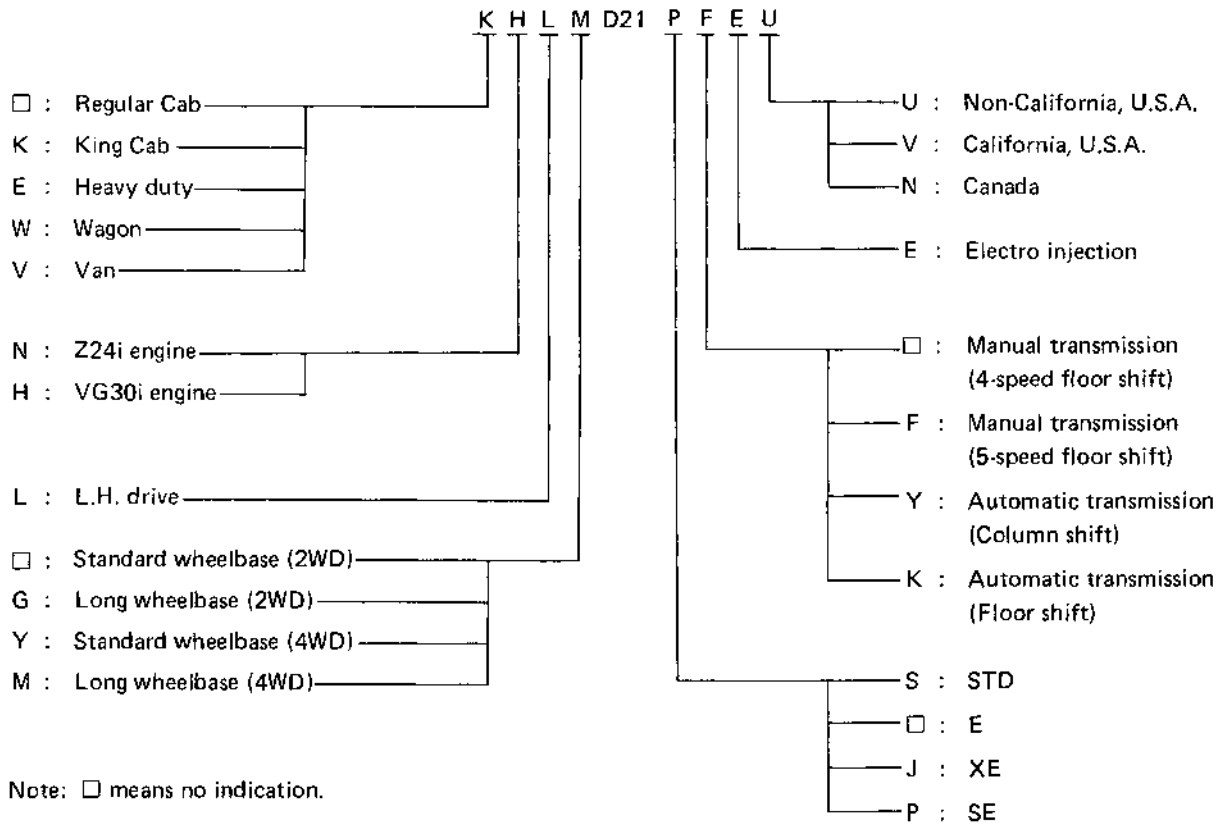 K H L M D21 P F E U
□ : Regular Cab
K : King Cab
E : Heavy duty
W : Wagon
V : Van
N : Z24i engine
H : VG30i engine
L : L.H. drive
□ : Standard wheelbase (2WD)
G : Long wheelbase (2WD)
Y : Standard wheelbase (4WD)
M : Long wheelbase (4WD)
Note: □ means no indication.
U : Non-California, U.S.A.
V : California, U.S.A.
N : Canada
E : Electro injection
□ : Manual transmission
(4-speed floor shift)
F : Manual transmission
(5-speed floor shift)
Y : Automatic transmission
(Column shift)
K : Automatic transmission
(Floor shift)
S : STD
□ : E
J : XE
P : SE